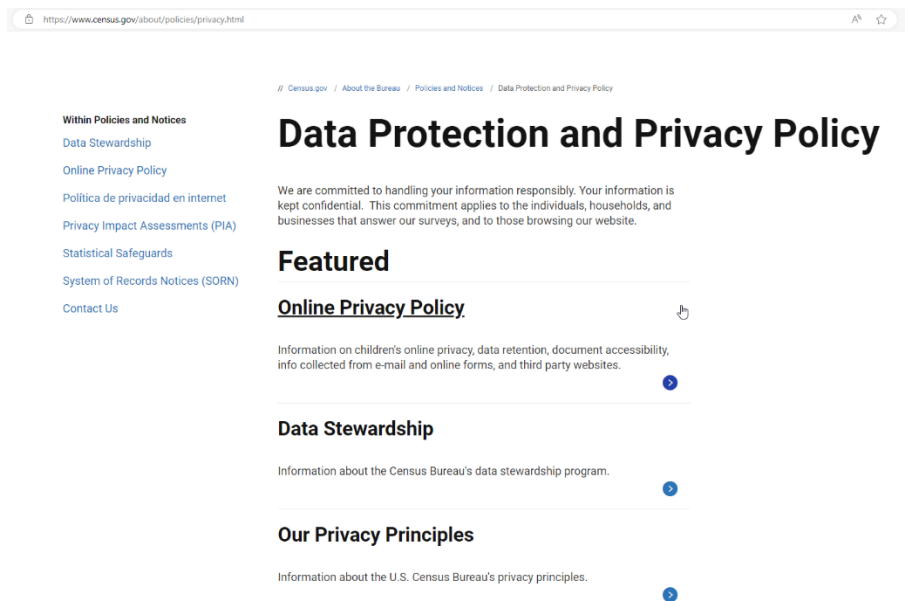 https://www.census.gov/about/policies/privacy.html
// Census.gov / About the Bureau / Policies and Notices / Data Protection and Privacy Policy
Within Policies and Notices
Data Stewardship
Online Privacy Policy
Política de privacidad en internet
Privacy Impact Assessments (PIA)
Statistical Safeguards
System of Records Notices (SORN)
Contact Us
Data Protection and Privacy Policy
We are committed to handling your information responsibly. Your information is
kept confidential. This commitment applies to the individuals, households, and
businesses that answer our surveys, and to those browsing our website.
Featured
Online Privacy Policy
Information on children's online privacy, data retention, document accessibility,
info collected from e-mail and online forms, and third party websites.
Data Stewardship
Information about the Census Bureau's data stewardship program.
Our Privacy Principles
Information about the U.S. Census Bureau's privacy principles.